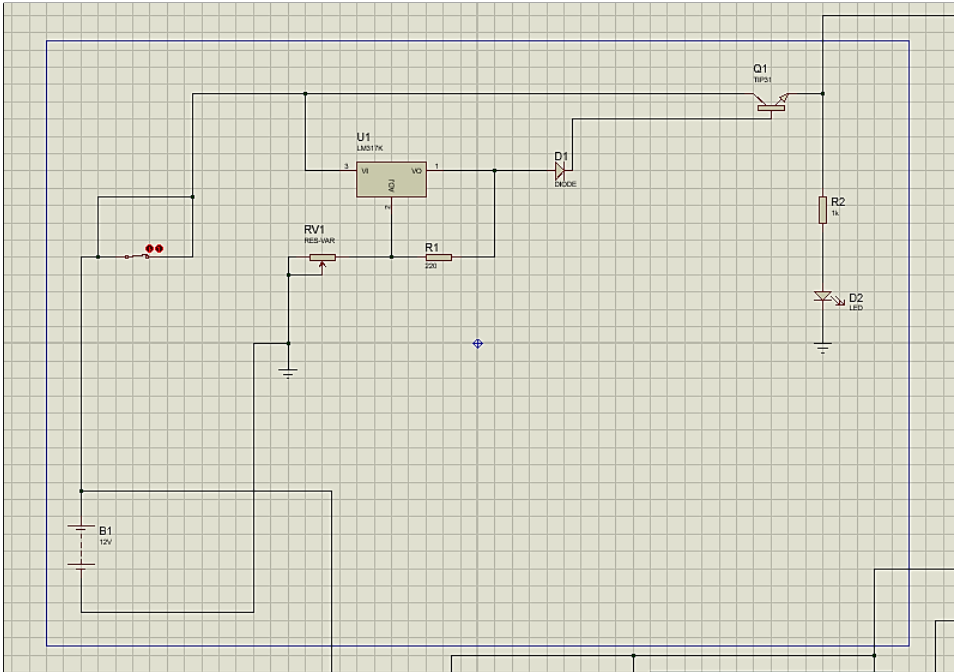 Q1
TIP31
U1
LM317K
3
VI
VO
1
ADJ
2
D1
DIODE
RV1
RES-VAR
R1
220
R2
1k
D2
LED
B1
12V